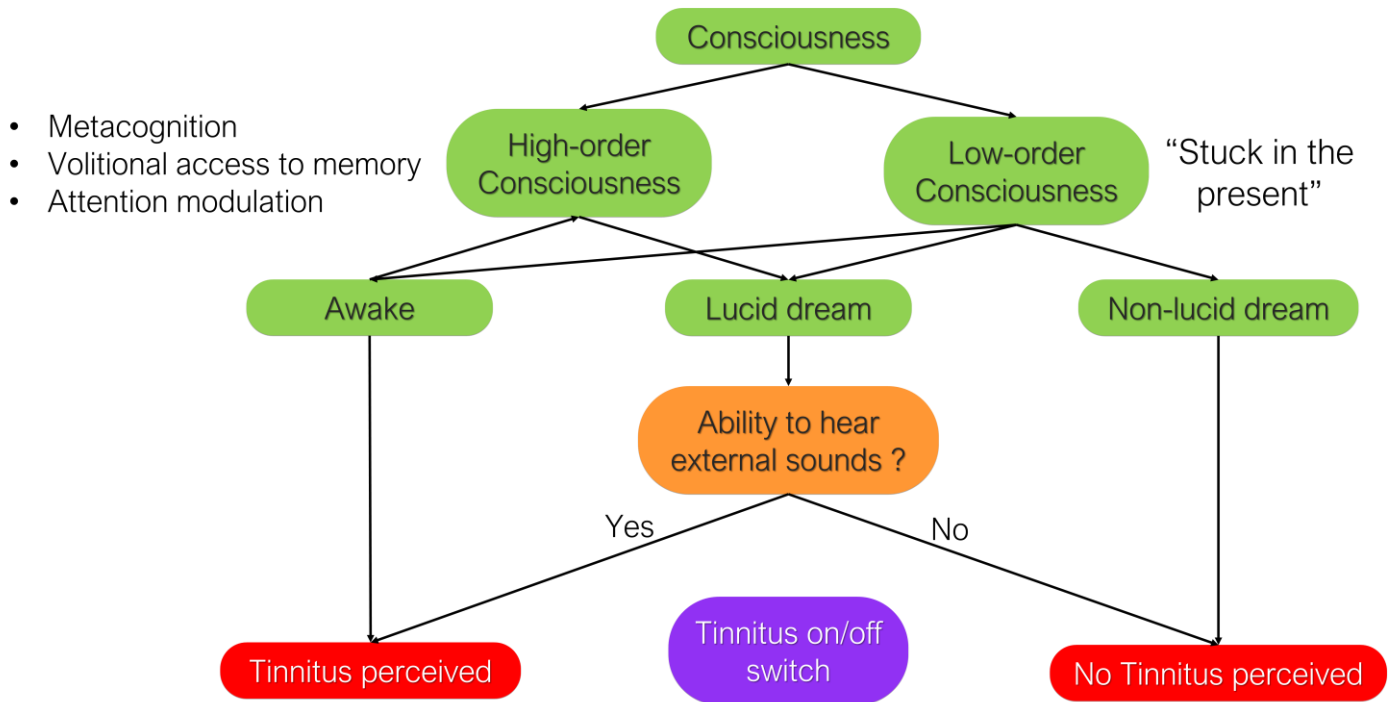 Consciousness
• Metacognition
• Volitional access to memory
• Attention modulation
High-order
Consciousness
Low-order
Consciousness
“Stuck in the
present”
Awake
Lucid dream
Non-lucid dream
Ability to hear
external sounds ?
Yes
No
Tinnitus perceived
Tinnitus on/off
switch
No Tinnitus perceived